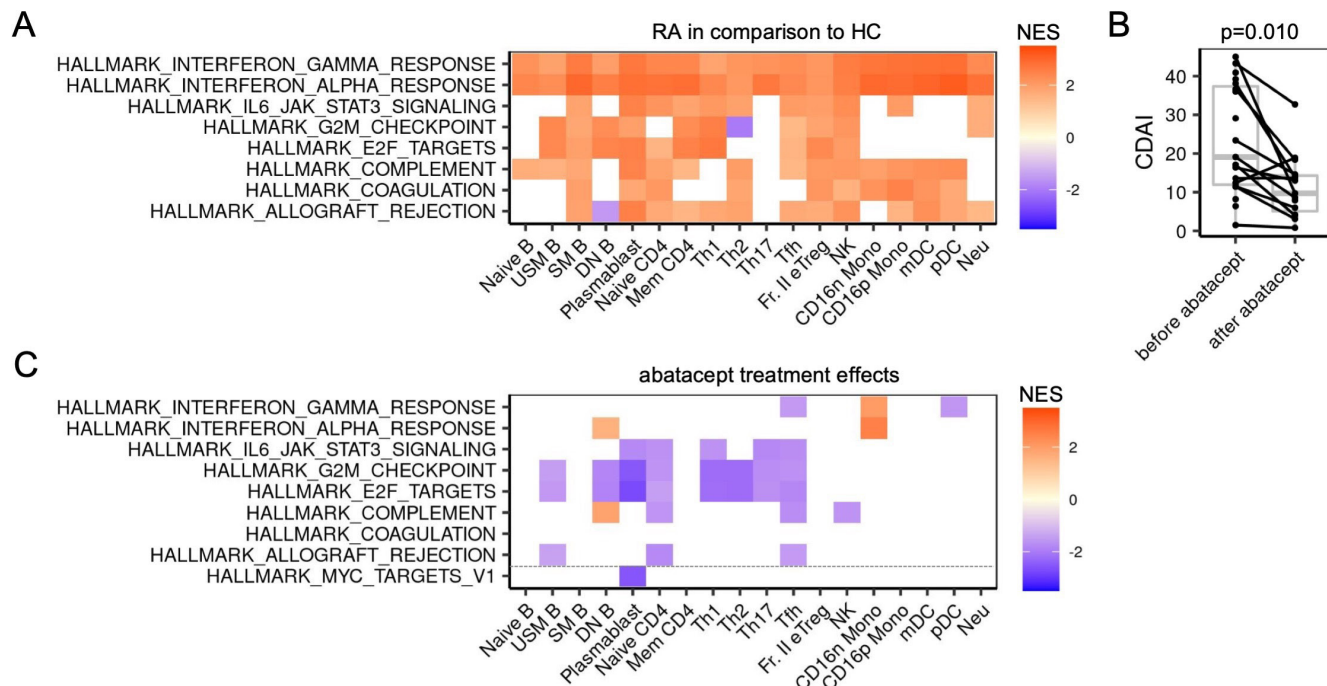 A
RA in comparison to HC
NES
HALLMARK_INTERFERON_GAMMA_RESPONSE
HALLMARK_INTERFERON_ALPHA_RESPONSE
HALLMARK_IL6_JAK_STAT3_SIGNALING
HALLMARK_G2M_CHECKPOINT
HALLMARK_E2F_TARGETS
HALLMARK_COMPLEMENT
HALLMARK_COAGULATION
HALLMARK_ALLOGRAFT_REJECTION
2
0
-2
Naive B
USM B
SM B
DN B
Plasmablast
Naive CD4
Mem CD4
Th1
Th2
Th17
Tfh
Fr. II eTreg
NK
CD16n Mono
CD16p Mono
mDC
pDC
Neu
B
p=0.010
CDAI
40
30
20
10
0
before abatacept
after abatacept
C
abatacept treatment effects
NES
HALLMARK_INTERFERON_GAMMA_RESPONSE
HALLMARK_INTERFERON_ALPHA_RESPONSE
HALLMARK_IL6_JAK_STAT3_SIGNALING
HALLMARK_G2M_CHECKPOINT
HALLMARK_E2F_TARGETS
HALLMARK_COMPLEMENT
HALLMARK_COAGULATION
HALLMARK_ALLOGRAFT_REJECTION
HALLMARK_MYC_TARGETS_V1
2
0
-2
Naive B
USM B
SM B
DN B
Plasmablast
Naive CD4
Mem CD4
Th1
Th2
Th17
Tfh
Fr. II eTreg
NK
CD16n Mono
CD16p Mono
mDC
pDC
Neu